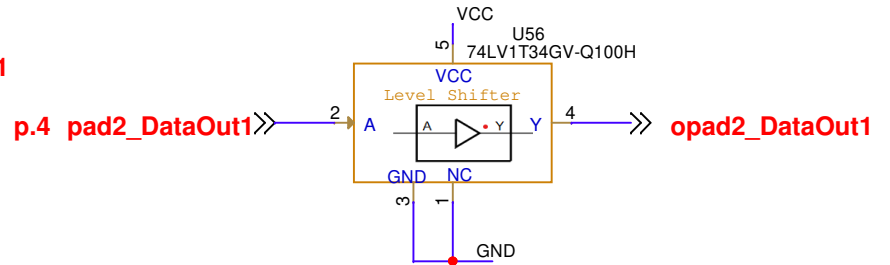 VCC
U56
74LV1T34GV-Q100H
5
VCC
Level Shifter
1
p.4 pad2_DataOut1
2
A
A
Y
Y
4
opad2_DataOut1
GND
NC
3
1
GND